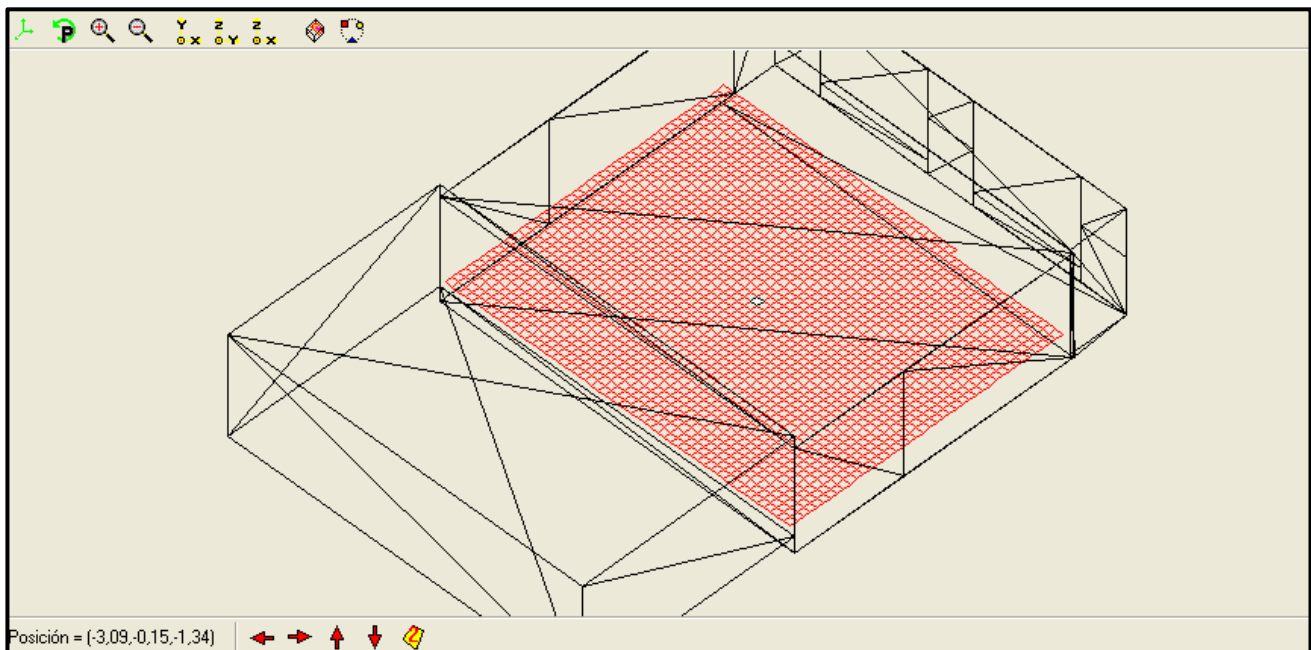 P
Y X
Z Y
Z X
Posición = (-3,09,-0,15,-1,34)